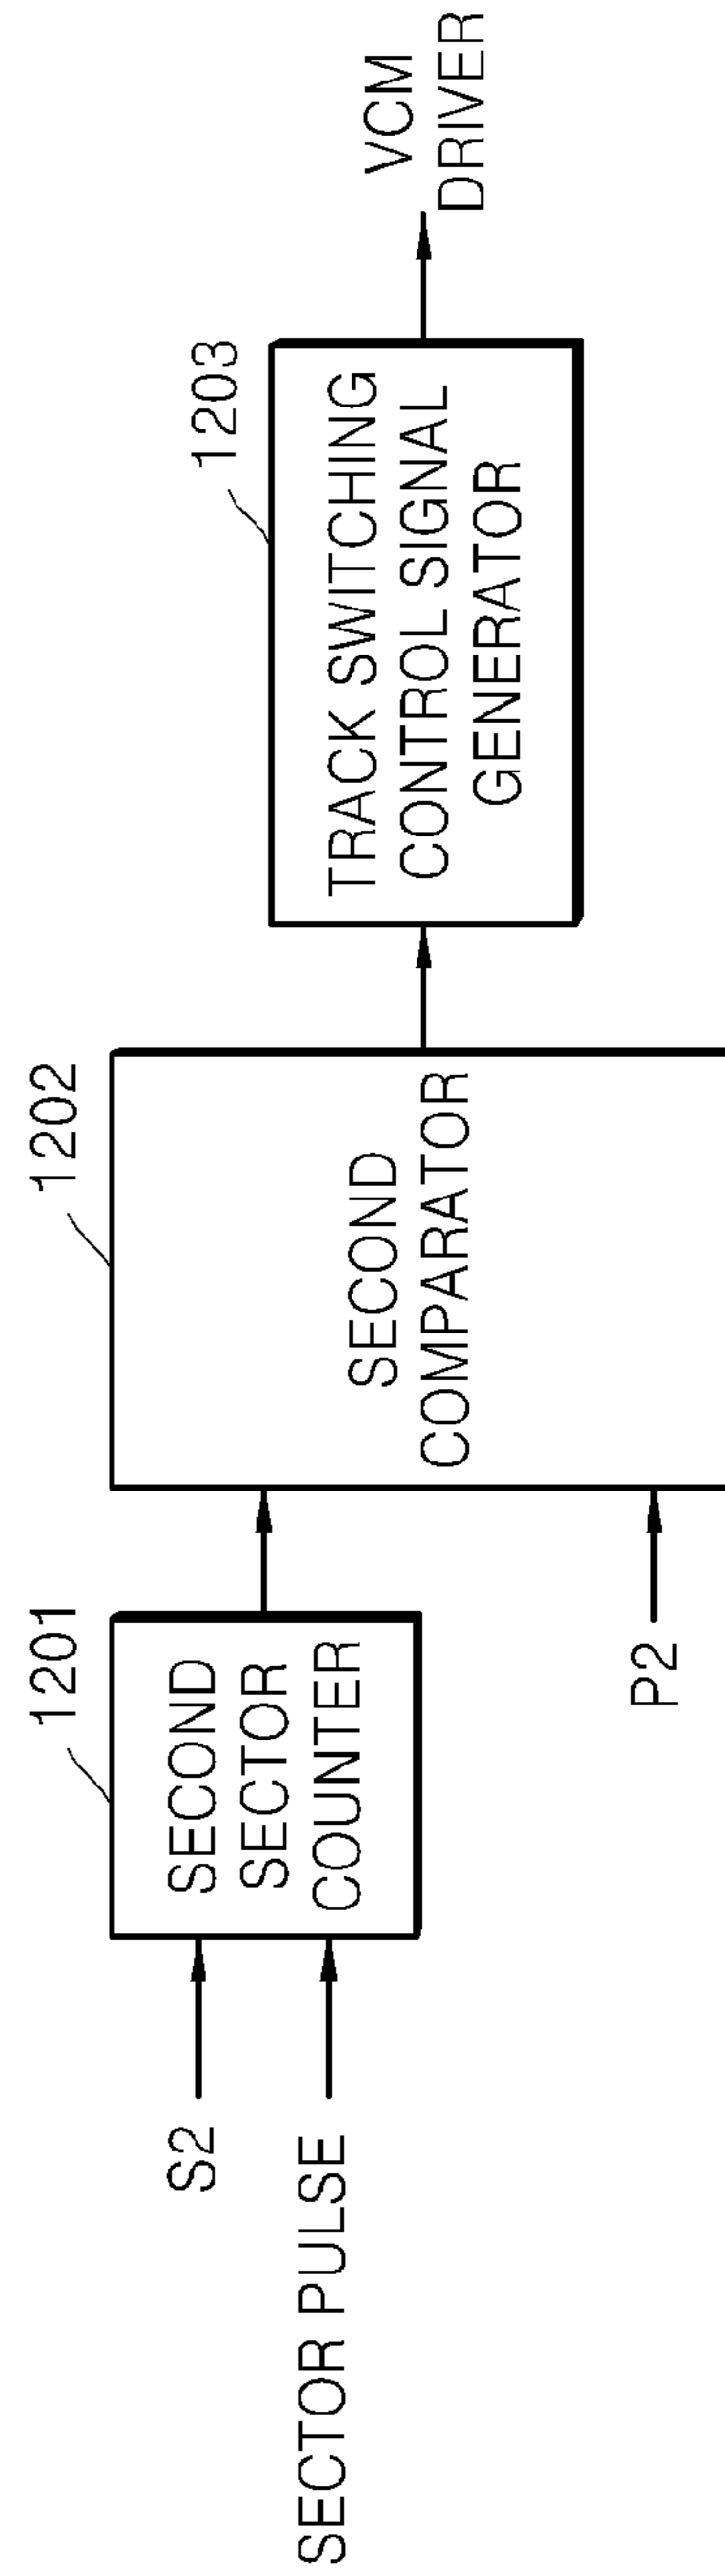 S2
SECTOR PULSE
1201
SECOND
SECTOR
COUNTER
P2
1202
SECOND
COMPARATOR
1203
TRACK SWITCHING
CONTROL SIGNAL
GENERATOR
VCM
DRIVER